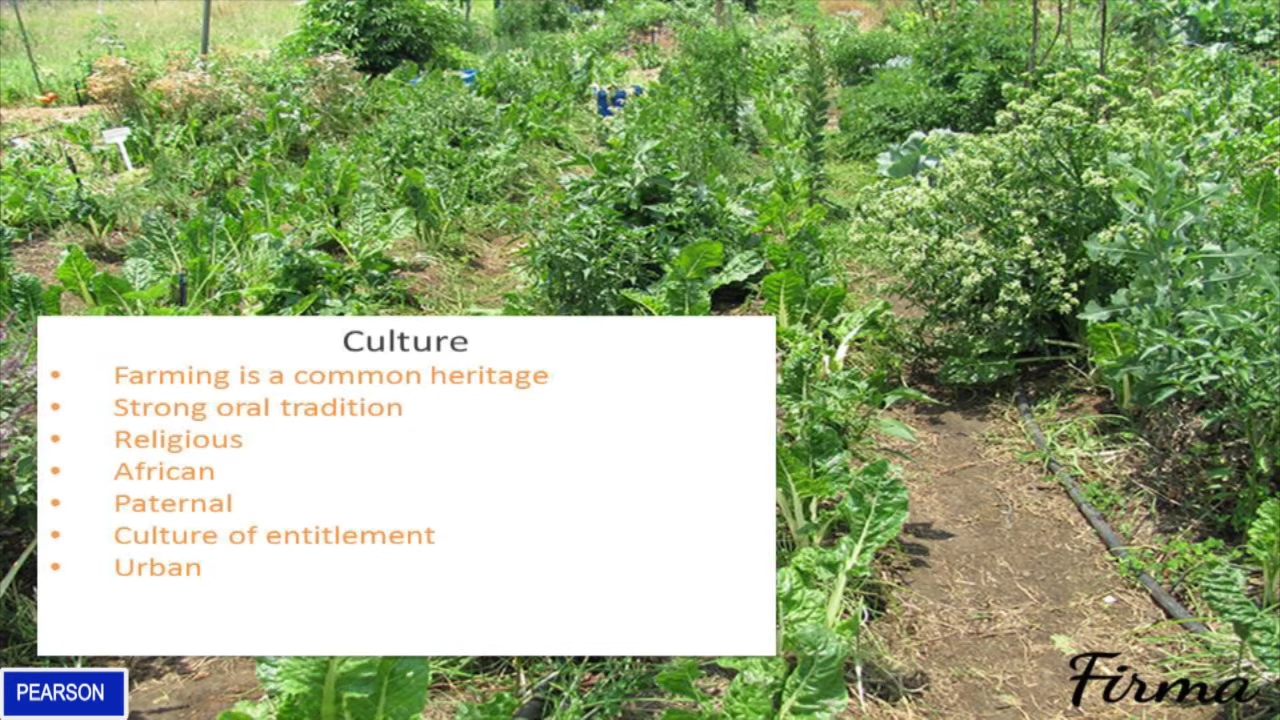 Culture
• Farming is a common heritage
• Strong oral tradition
• Religious
• African
• Paternal
• Culture of entitlement
• Urban
PEARSON
Firma